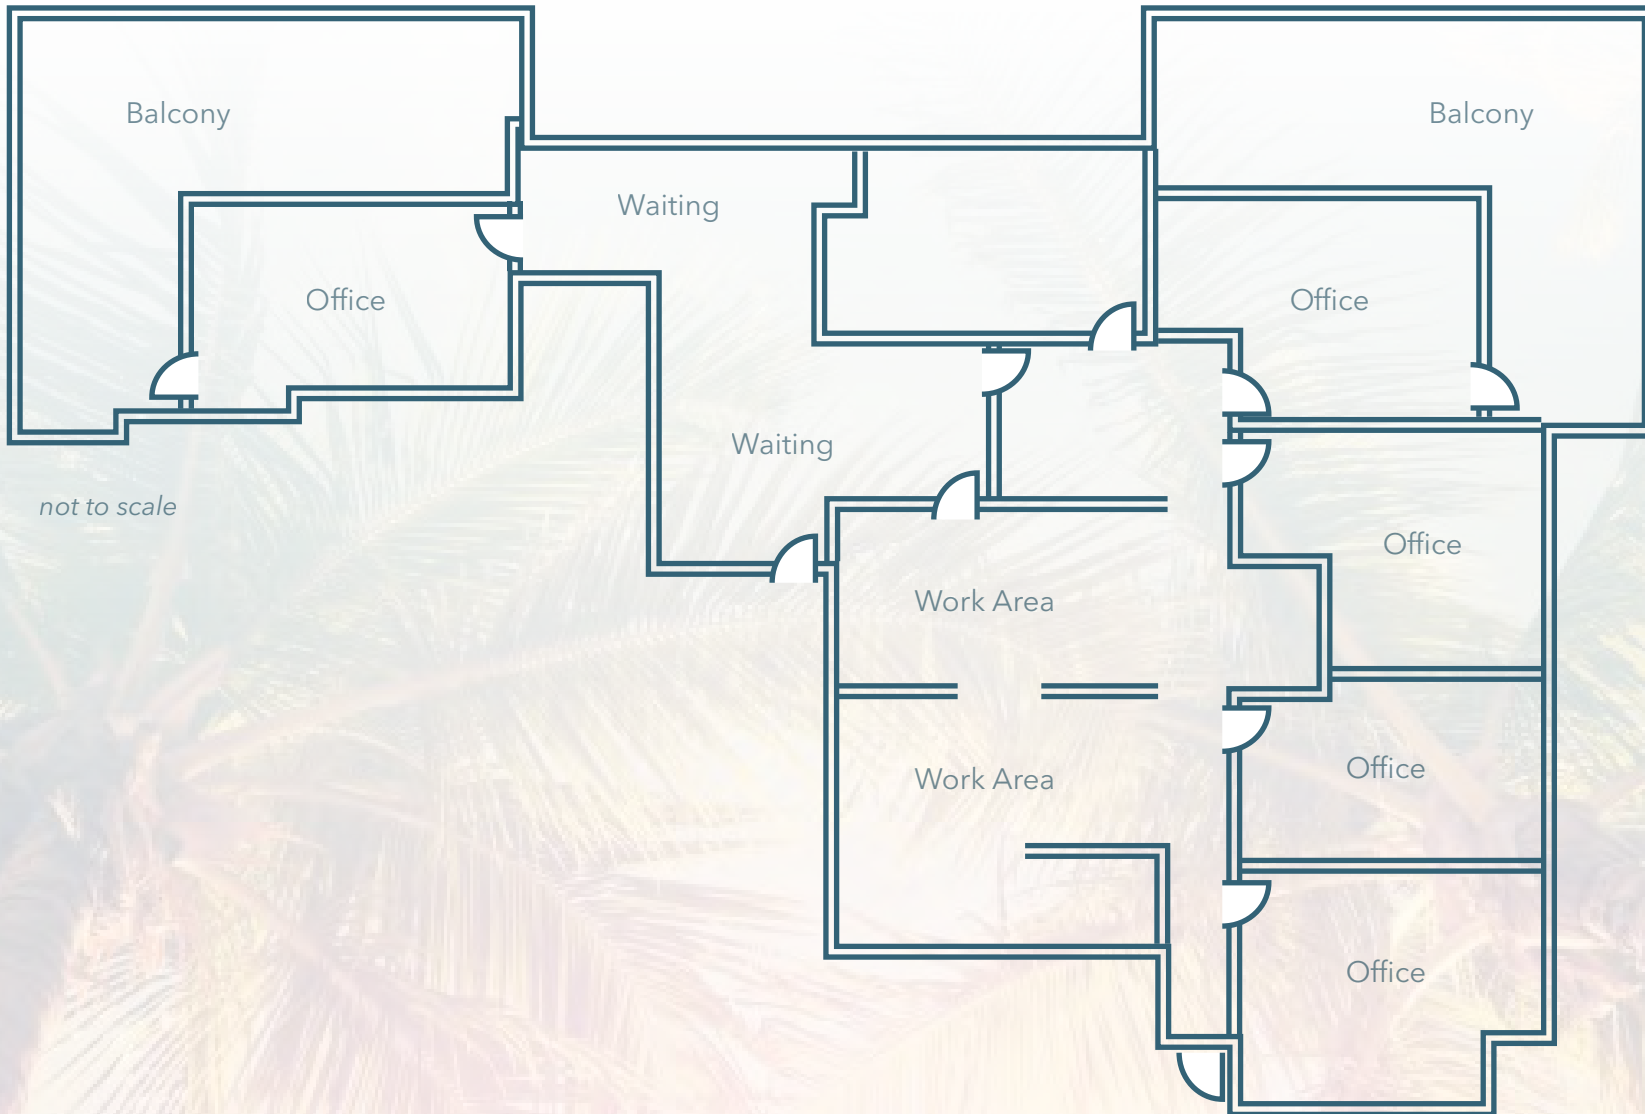 Balcony
Balcony
Waiting
Office
Office
Waiting
not to scale
Office
Work Area
Office
Work Area
Office